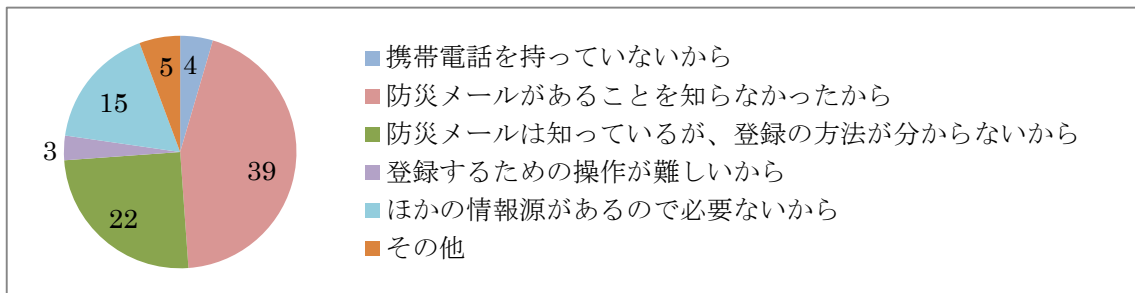 4
39
22
3
15
5
携帯電話を持っていないから
防災メールがあることを知らなかったから
防災メールは知っているが、登録の方法が分からないから
登録するための操作が難しいから
ほかの情報源があるので必要ないから
その他